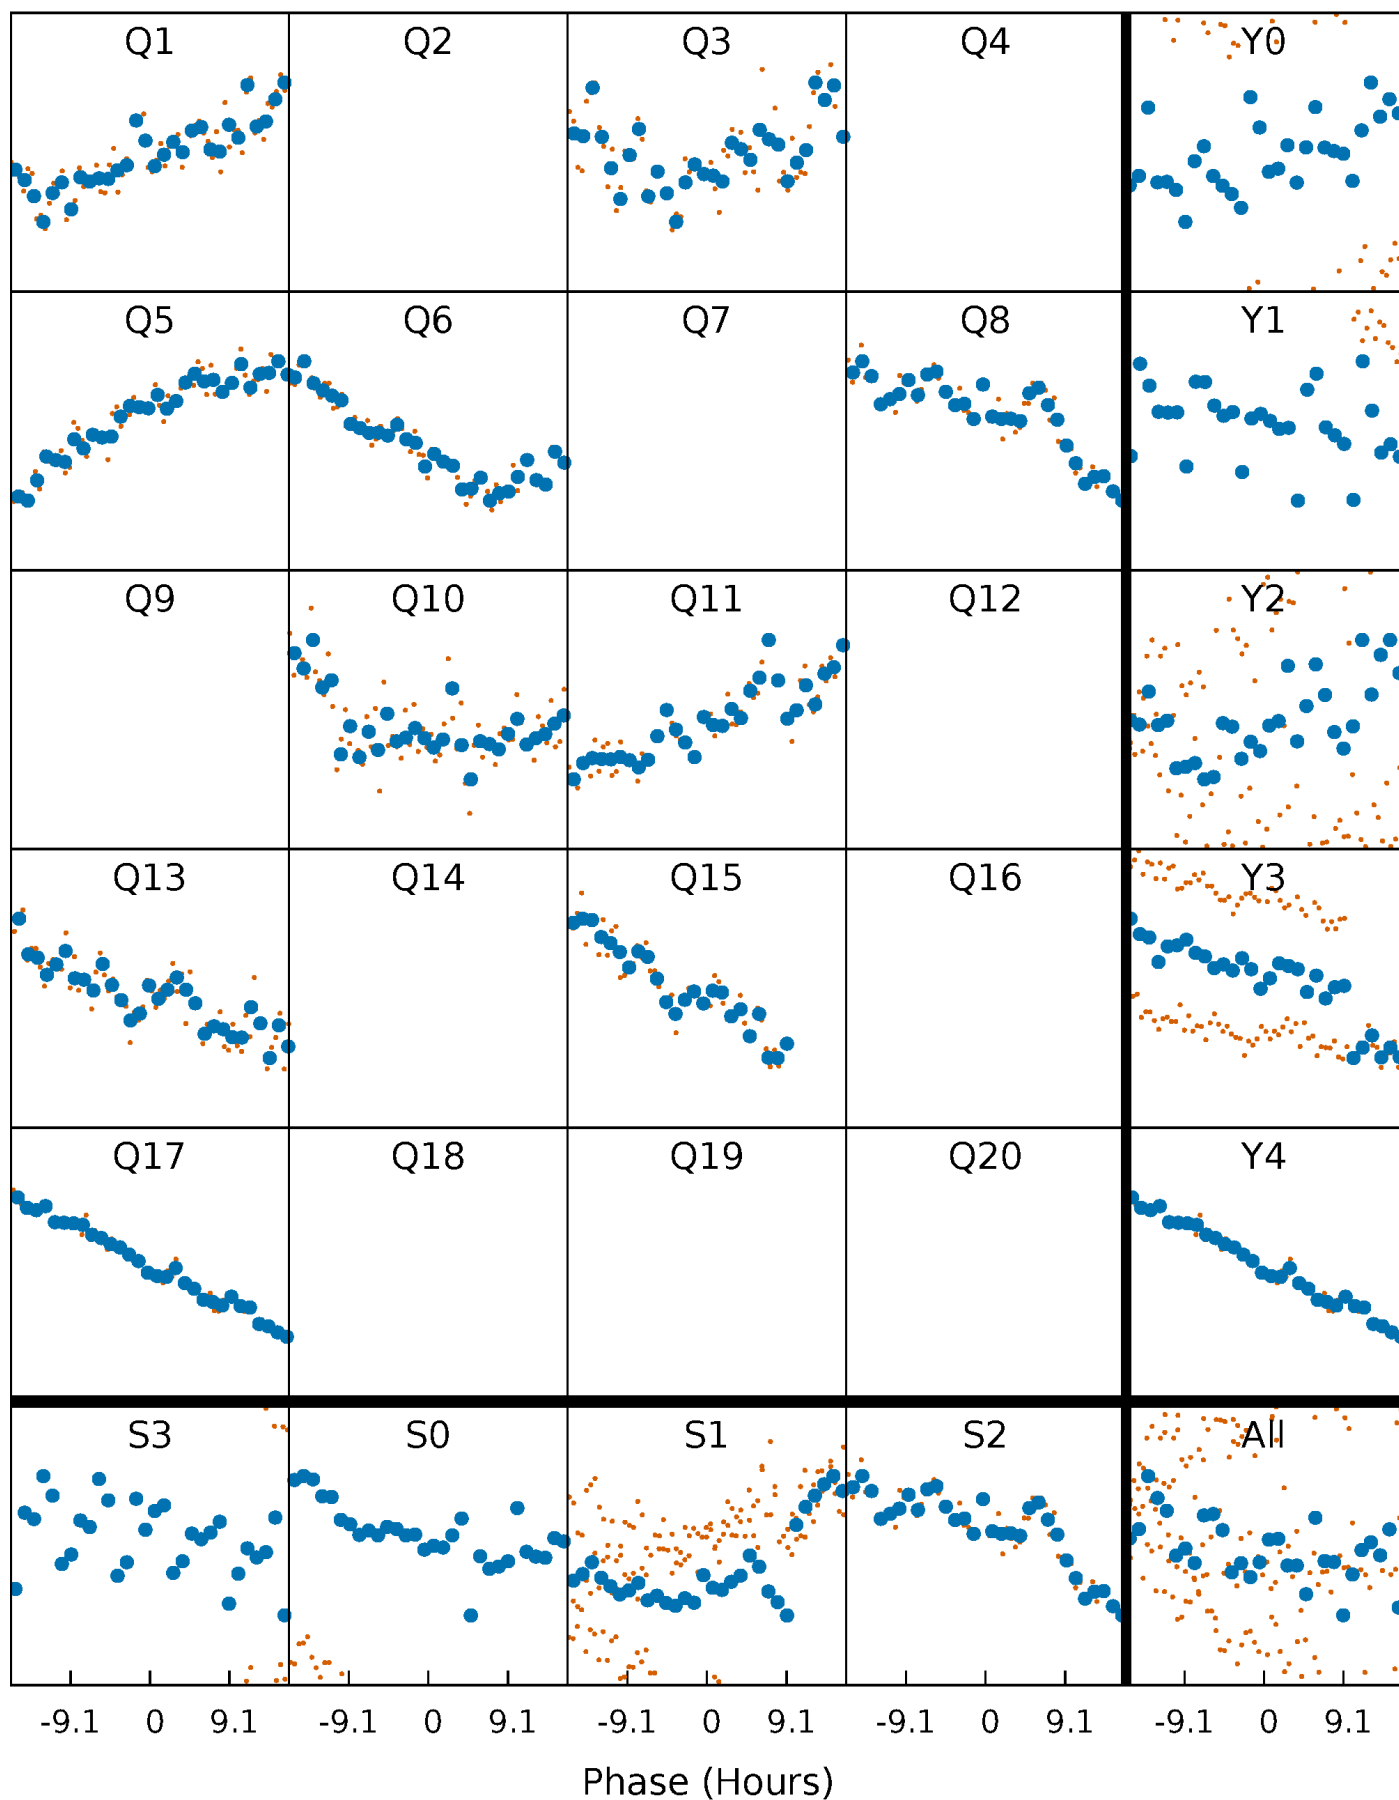 Q1 Q2 Q3 Q4 Y0
Q5 Q6 Q7 Q8 Y1
Q9 Q10 Q11 Q12 Y2
Q13 Q14 Q15 Q16 Y3
Q17 Q18 Q19 Q20 Y4
S3 S0 S1 S2 All
-9.1 0 9.1 -9.1 0 9.1 -9.1 0 9.1 -9.1 0 9.1 -9.1 0 9.1
Phase (Hours)